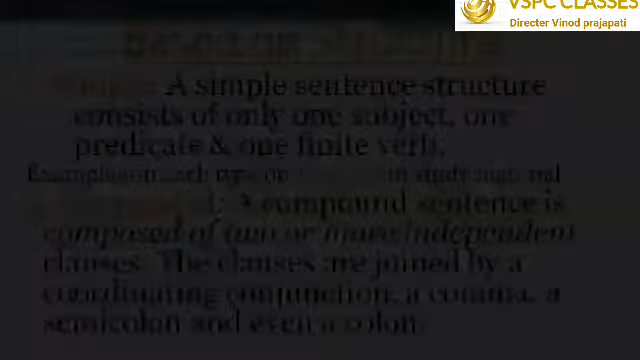 VSPC CLASSES
Directer Vinod prajapati
A simple sentence structure
consists of only one subject, one
predicate & one finite verb.
study material
A compound sentence is
composed of two or more independent
clauses. The clauses are joined by a
coordinating conjunction, a comma, a
semicolon and even a colon.